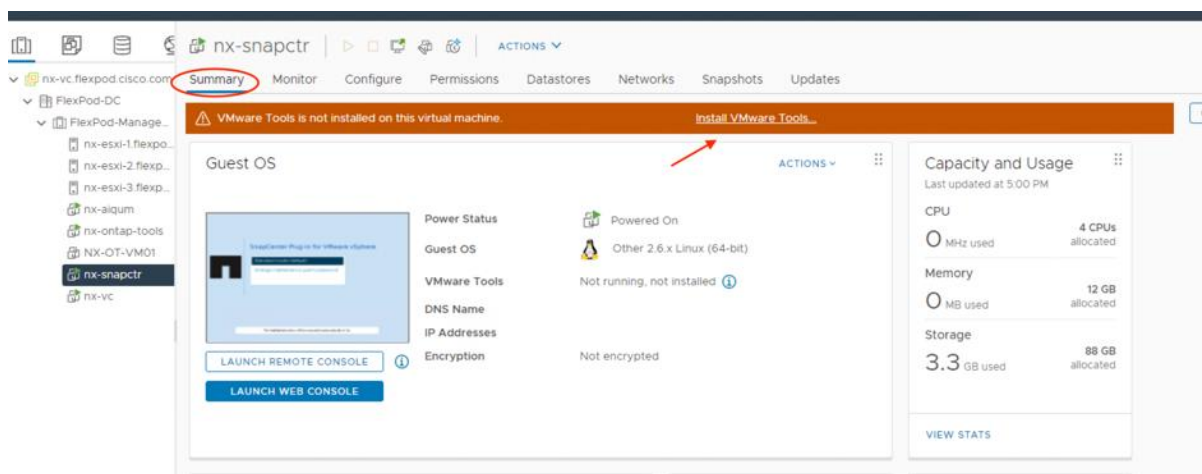 nx-snapctr
ACTIONS
nx-vc.flexpod.cisco.com
FlexPod-DC
FlexPod-Manage...
nx-esxi-1.flexpo...
nx-esxi-2.flexp...
nx-esxi-3.flexp...
nx-aiqum
nx-ontap-tools
NX-OT-VM01
nx-snapctr
nx-vc
Summary Monitor Configure Permissions Datastores Networks Snapshots Updates
VMware Tools is not installed on this virtual machine. Install VMware Tools...
Guest OS
ACTIONS
SnapCenter Plug-in for VMware vSphere
Power Status Powered On
Guest OS Other 2.6.x Linux (64-bit)
VMware Tools Not running, not installed
DNS Name
IP Addresses
Encryption Not encrypted
LAUNCH REMOTE CONSOLE
LAUNCH WEB CONSOLE
Capacity and Usage
Last updated at 5:00 PM
CPU
0 MHz used 4 CPUs allocated
Memory
0 MB used 12 GB allocated
Storage
3.3 GB used 88 GB allocated
VIEW STATS